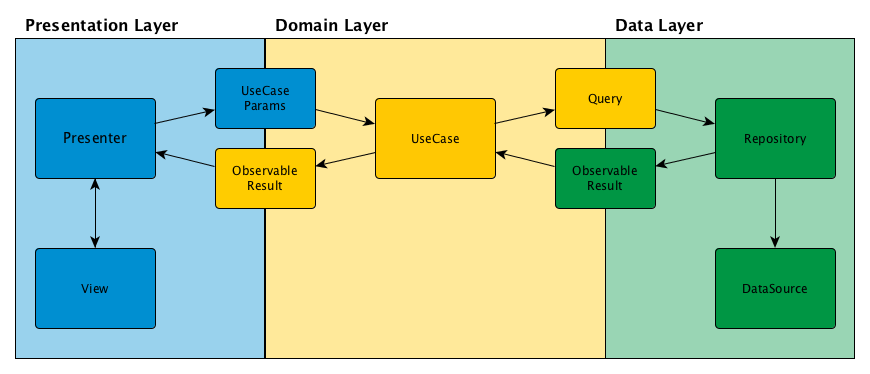 Presentation Layer
Domain Layer
Data Layer
UseCase
Params
Query
Presenter
UseCase
Repository
Observable
Result
Observable
Result
View
DataSource